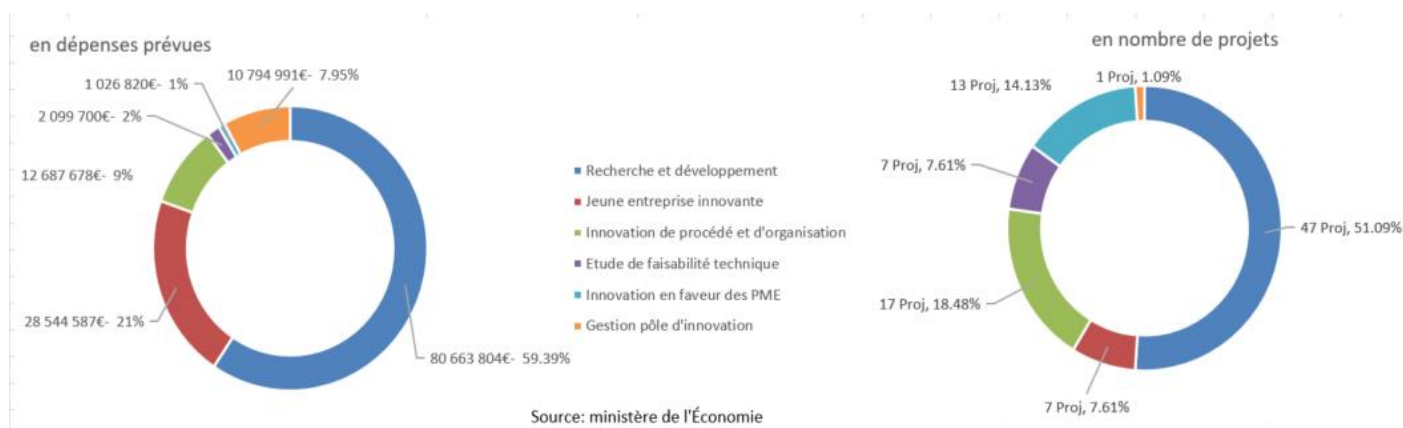 en dépenses prévues
10 794 991€- 7.95%
1 026 820€- 1%
2 099 700€- 2%
12 687 678€- 9%
28 544 587€- 21%
80 663 804€- 59.39%
Recherche et développement
Jeune entreprise innovante
Innovation de procédé et d'organisation
Etude de faisabilité technique
Innovation en faveur des PME
Gestion pôle d'innovation
en nombre de projets
1 Proj, 1.09%
13 Proj, 14.13%
7 Proj, 7.61%
47 Proj, 51.09%
17 Proj, 18.48%
7 Proj, 7.61%
Source: ministère de l'Économie